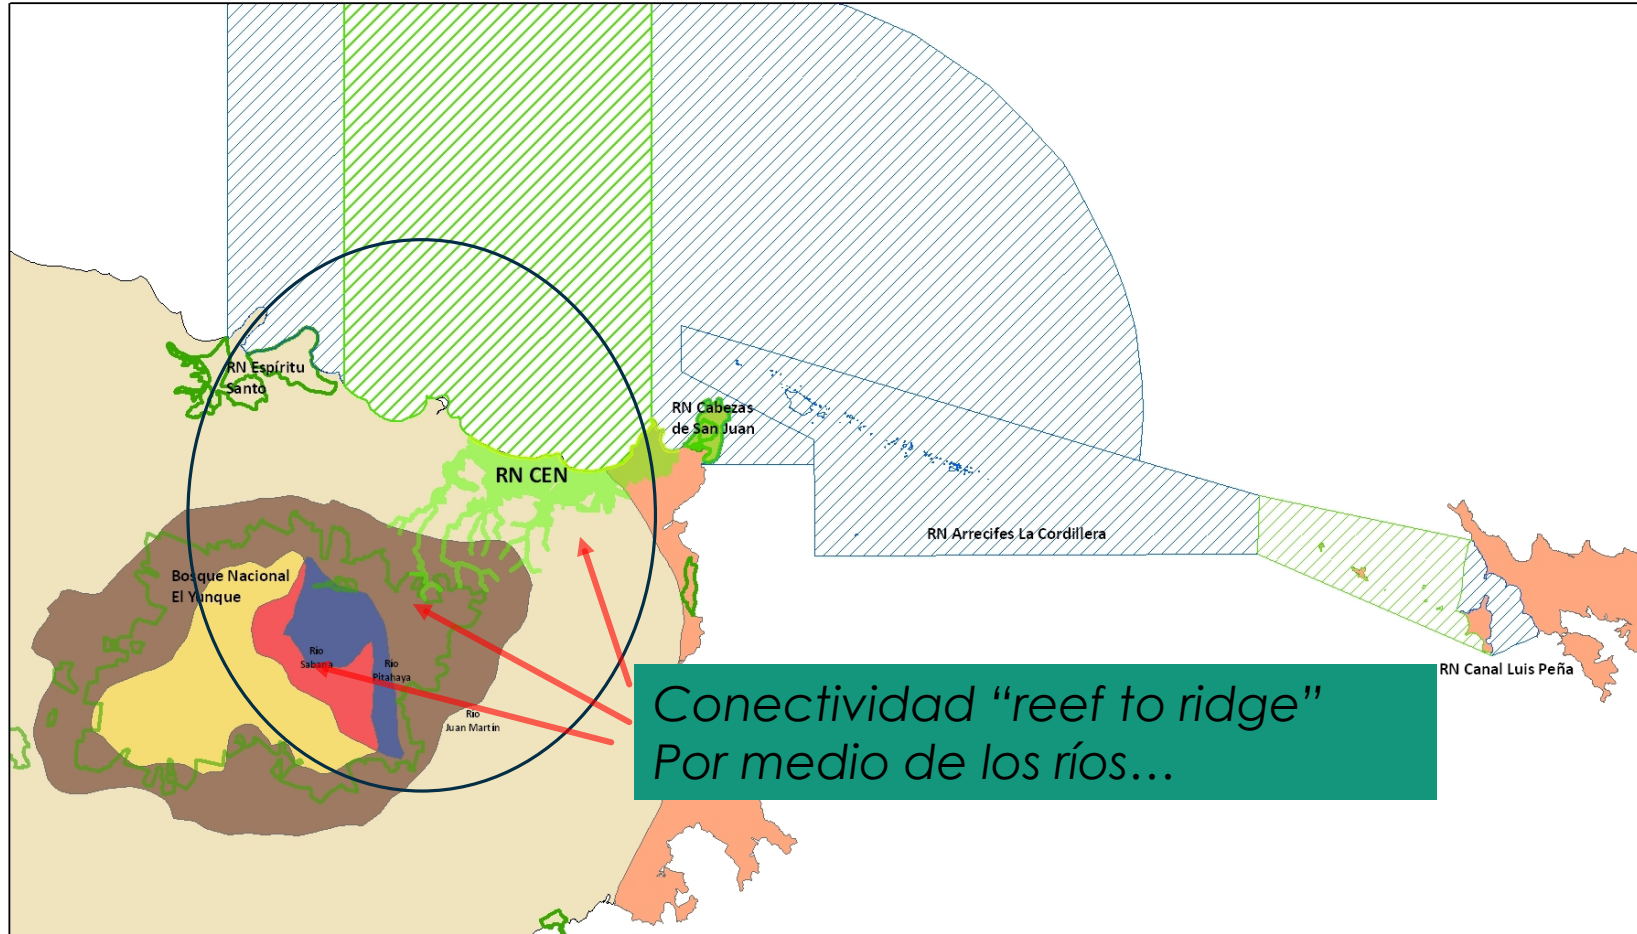 RN Espíritu
Santo
RN Cabezas
de San Juan
RN CEN
RN Arrecifes La Cordillera
Bosque Nacional
El Yunque
Rio
Sabana
Rio
Pitahaya
Rio
Juan Martin
RN Canal Luis Peña
Conectividad “reef to ridge”
Por medio de los ríos…